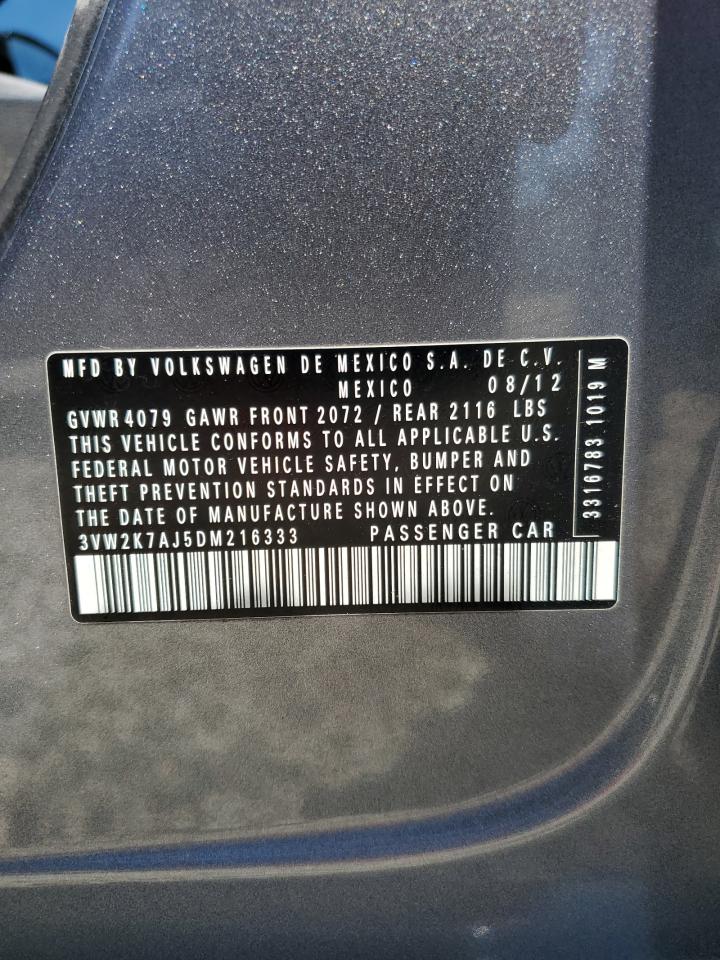 MFD BY VOLKSWAGEN DE MEXICO S.A. DE C.V.
MEXICO 08/12
GVWR 4079 GAWR FRONT 2072 / REAR 2116 LBS
THIS VEHICLE CONFORMS TO ALL APPLICABLE U.S.
FEDERAL MOTOR VEHICLE SAFETY, BUMPER AND
THEFT PREVENTION STANDARDS IN EFFECT ON
THE DATE OF MANUFACTURE SHOWN ABOVE.
3VW2K7AJ5DM216333 PASSENGER CAR
3316783 1019 M